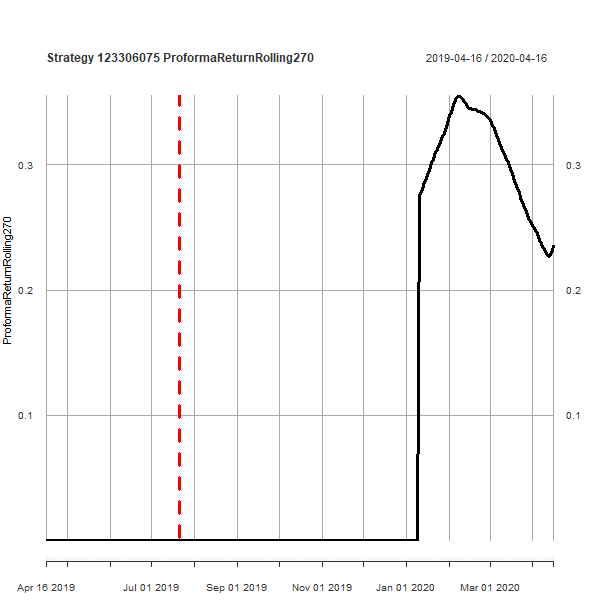 Strategy 123306075 ProformaReturnRolling270
2019-04-16 / 2020-04-16
ProformaReturnRolling270
0.3
0.3
0.2
0.2
0.1
0.1
Apr 16 2019
Jul 01 2019
Sep 01 2019
Nov 01 2019
Jan 01 2020
Mar 01 2020